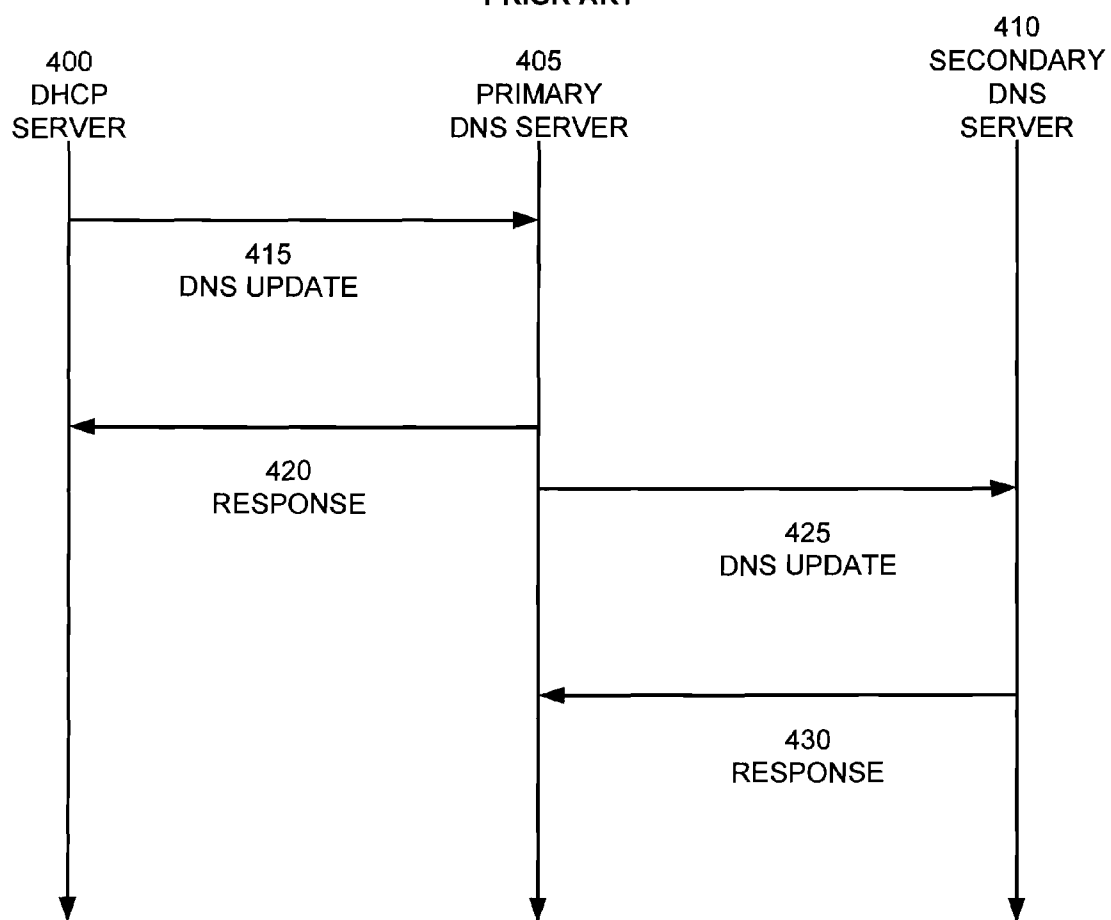 PRIOR ART
400
DHCP
SERVER
405
PRIMARY
DNS SERVER
410
SECONDARY
DNS
SERVER
415
DNS UPDATE
420
RESPONSE
425
DNS UPDATE
430
RESPONSE